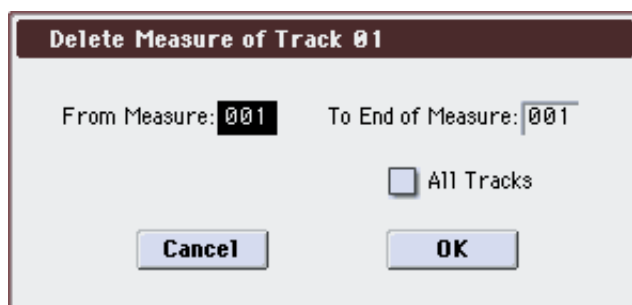 Delete Measure of Track 01
From Measure: 001 To End of Measure: 001
All Tracks
Cancel OK